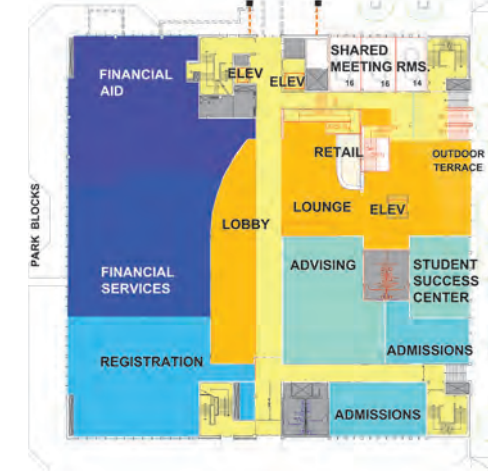 SHARED
MEETING RMS.
16 16 14
FINANCIAL
AID
ELEV
ELEV
RETAIL
OUTDOOR
TERRACE
PARK BLOCKS
LOBBY
LOUNGE
ELEV
ADVISING
STUDENT
SUCCESS
CENTER
FINANCIAL
SERVICES
REGISTRATION
ADMISSIONS
ADMISSIONS